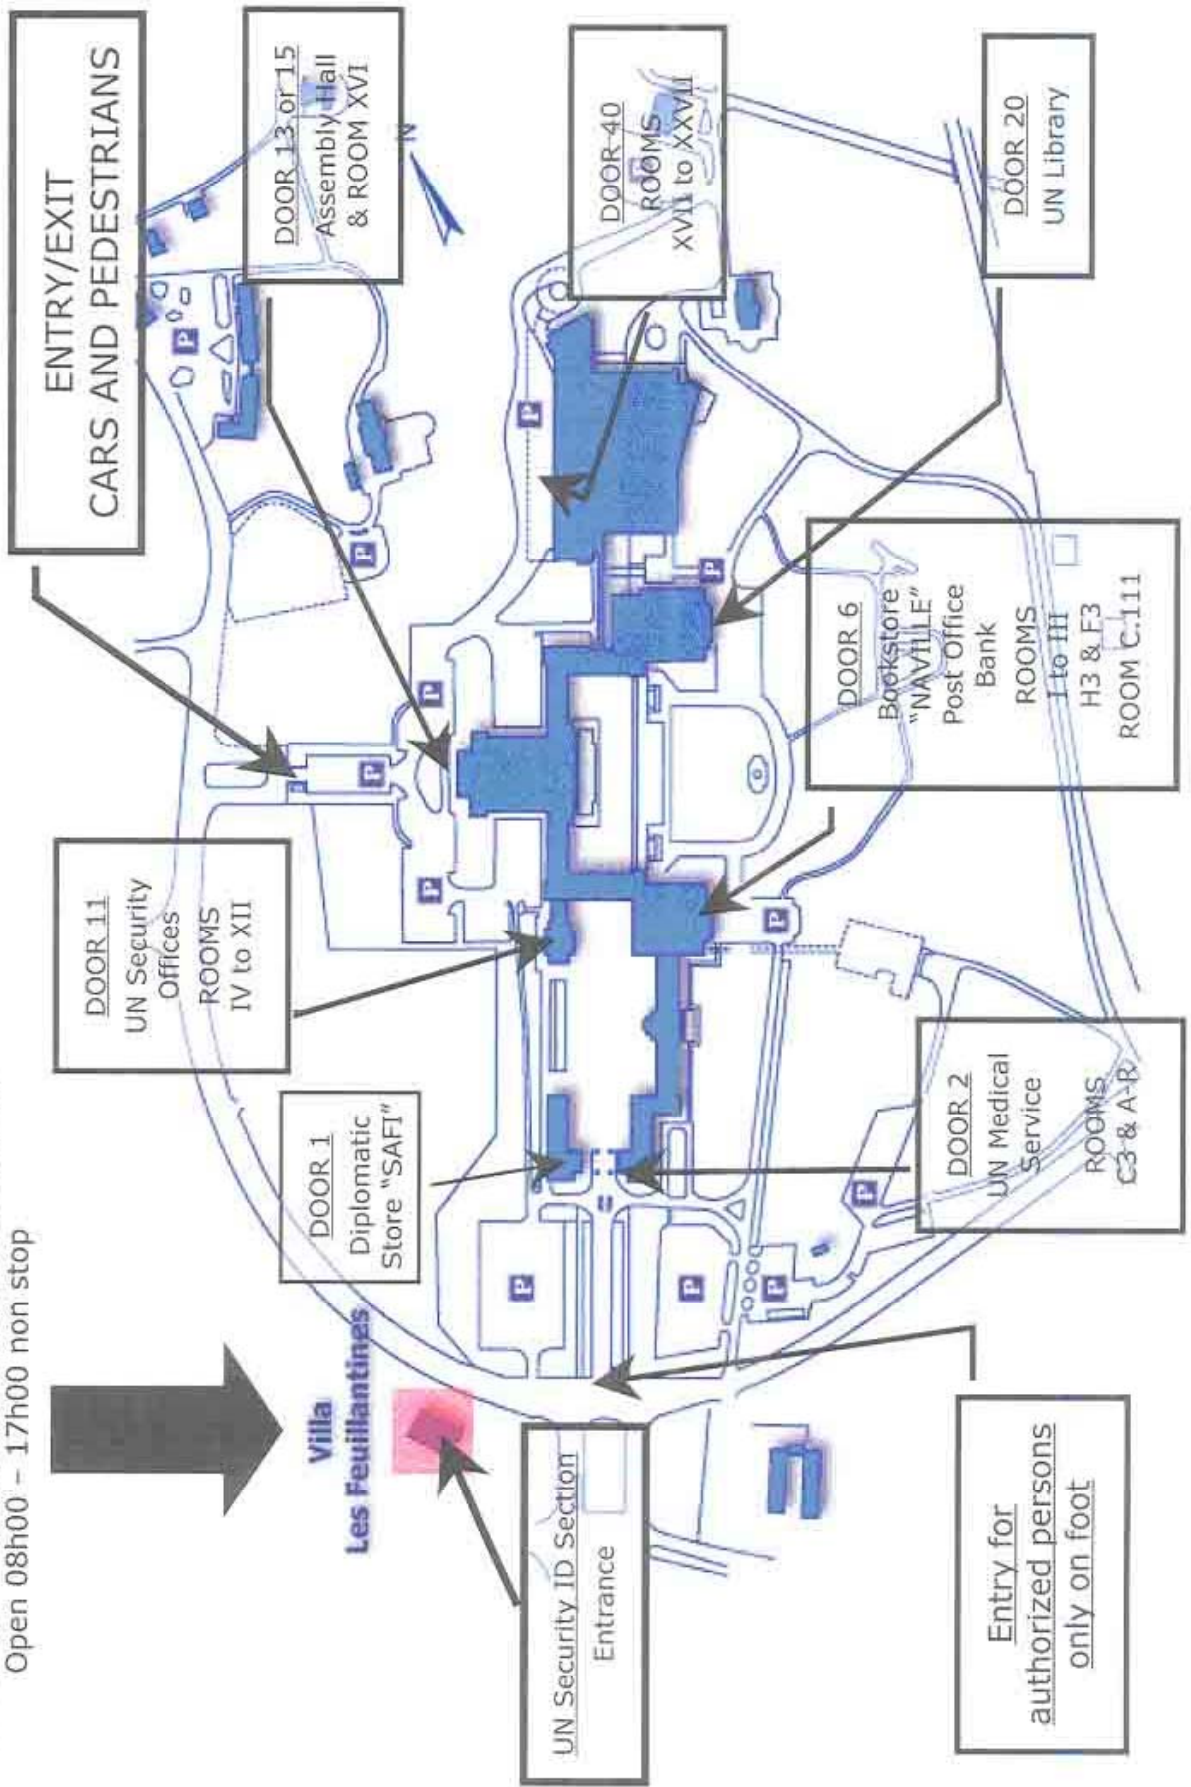 Open 08h00 – 17h00 non stop
Villa
Les Feuillantines
UN Security ID Section
Entrance
Entry for
authorized persons
only on foot
DOOR 1
Diplomatic
Store "SAFI"
DOOR 2
UN Medical
Service
ROOMS
C3 & A-R
DOOR 11
UN Security
Offices
ROOMS
IV to XII
DOOR 6
Bookstore
"NAVILLE"
Post Office
Bank
ROOMS
I to III
H3 & F3
ROOM C.111
ENTRY/EXIT
CARS AND PEDESTRIANS
DOOR 13 or 15
Assembly Hall
& ROOM XVI
N
DOOR 40
ROOMS
XVII to XXVII
DOOR 20
UN Library
P
P
P
P
P
P
P
P
P
P
P
P